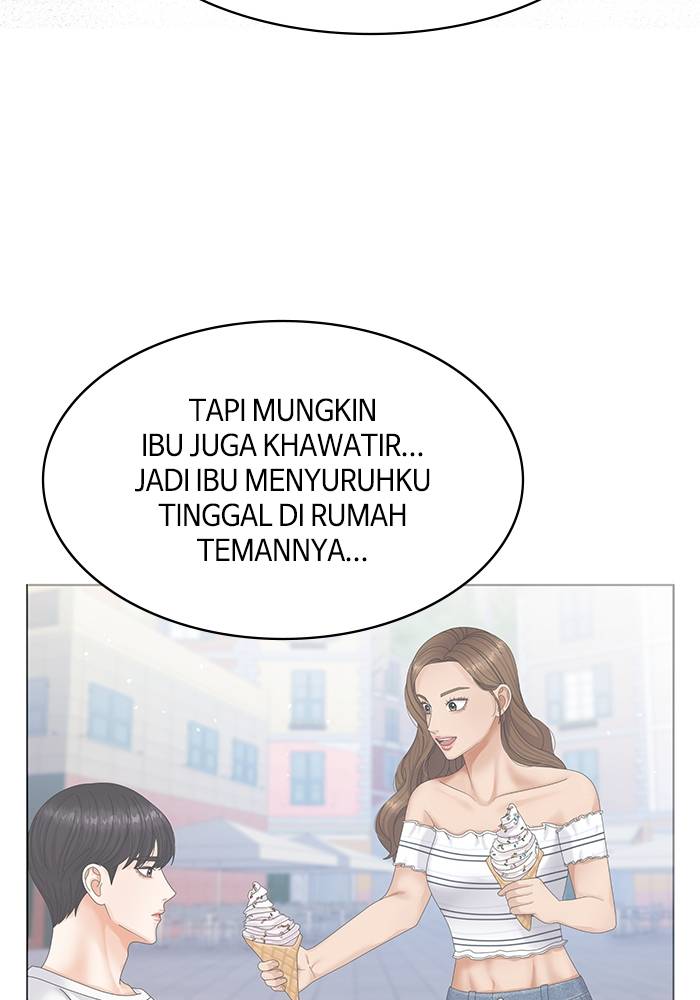 TAPI MUNGKIN
IBU JUGA KHAWATIR...
JADI IBU MENYURUHKU
TINGGAL DI RUMAH
TEMANNYA...